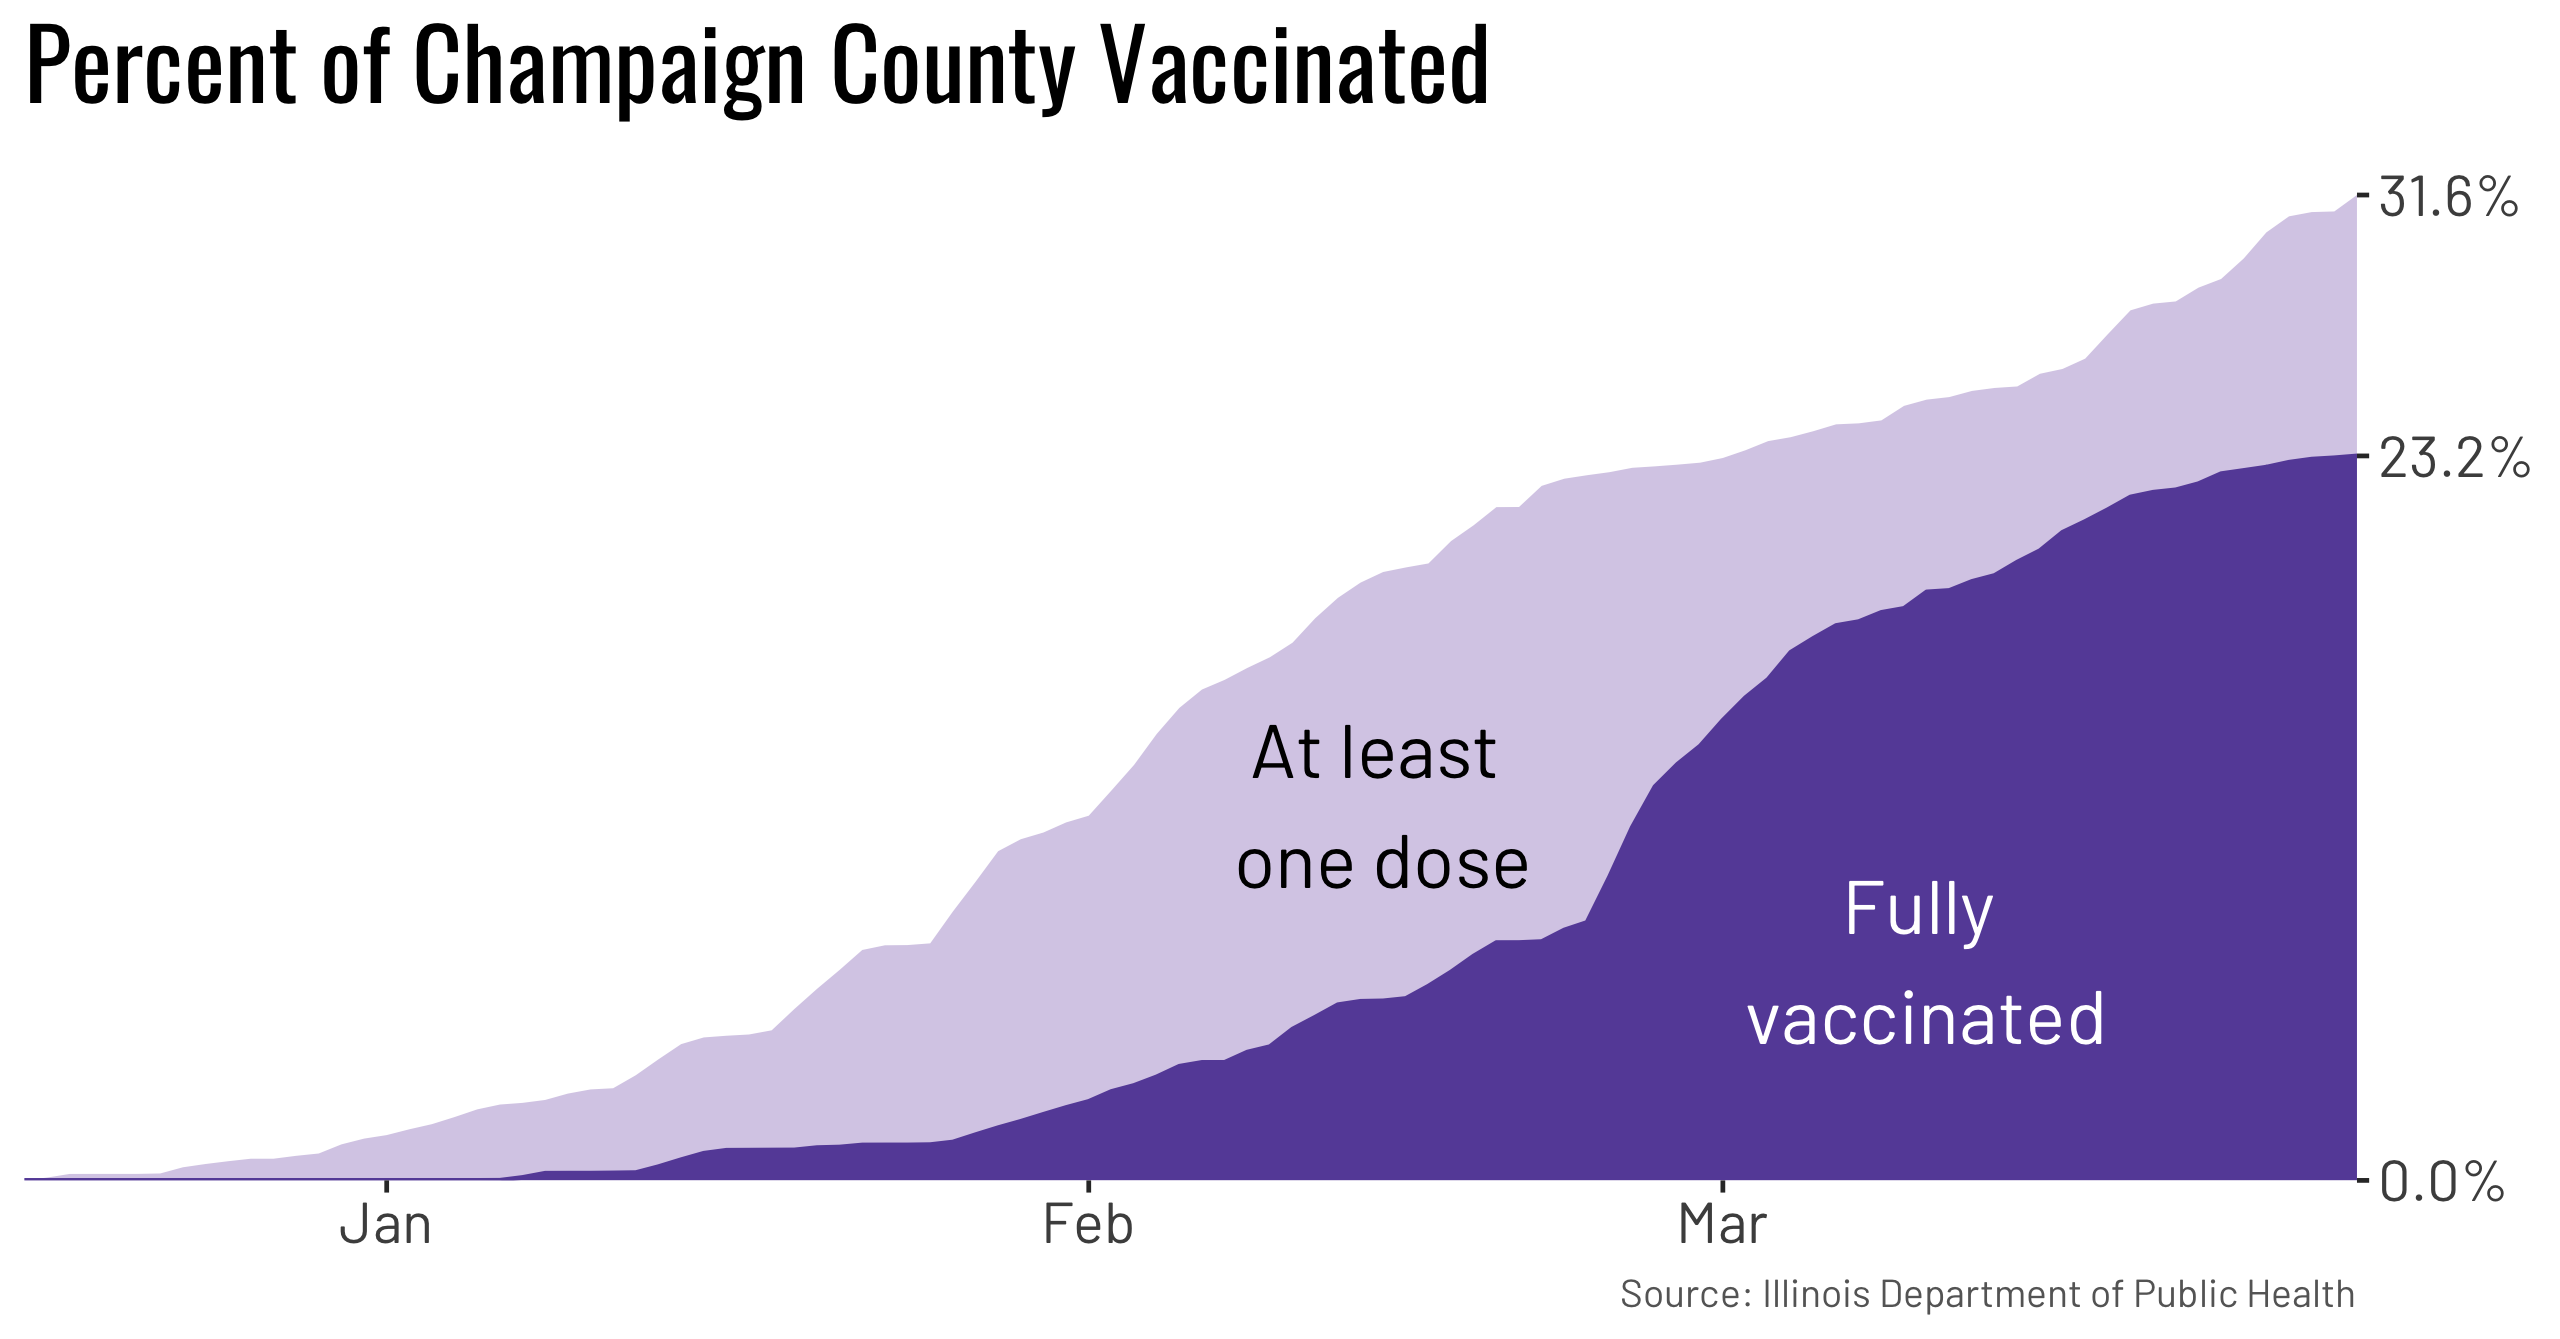 Percent of Champaign County Vaccinated
31.6%
23.2%
At least
one dose
Fully
vaccinated
0.0%
Jan
Feb
Mar
Source: Illinois Department of Public Health